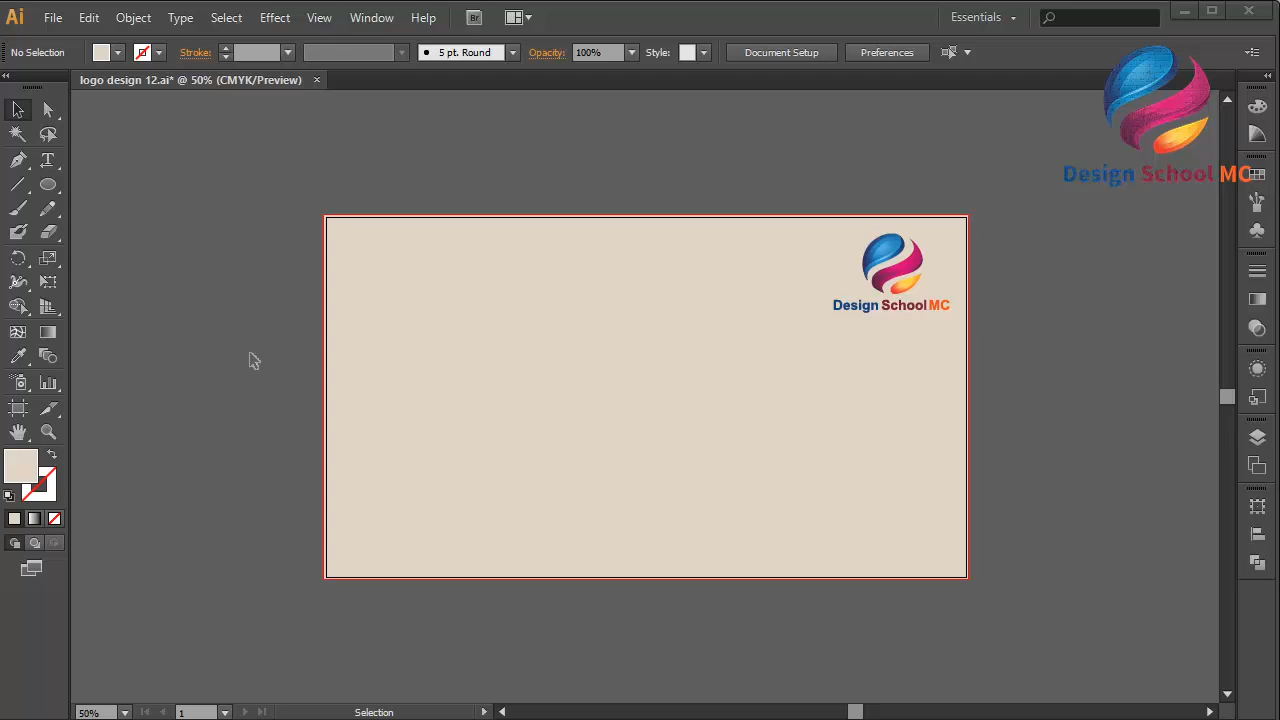 Ai File Edit Object Type Select Effect View Window Help Br Essentials
No Selection Stroke: 5 pt. Round Opacity: 100% Style: Document Setup Preferences
logo design 12.ai* @ 50% (CMYK/Preview)
Design School MC
Design School MC
50% 1 Selection